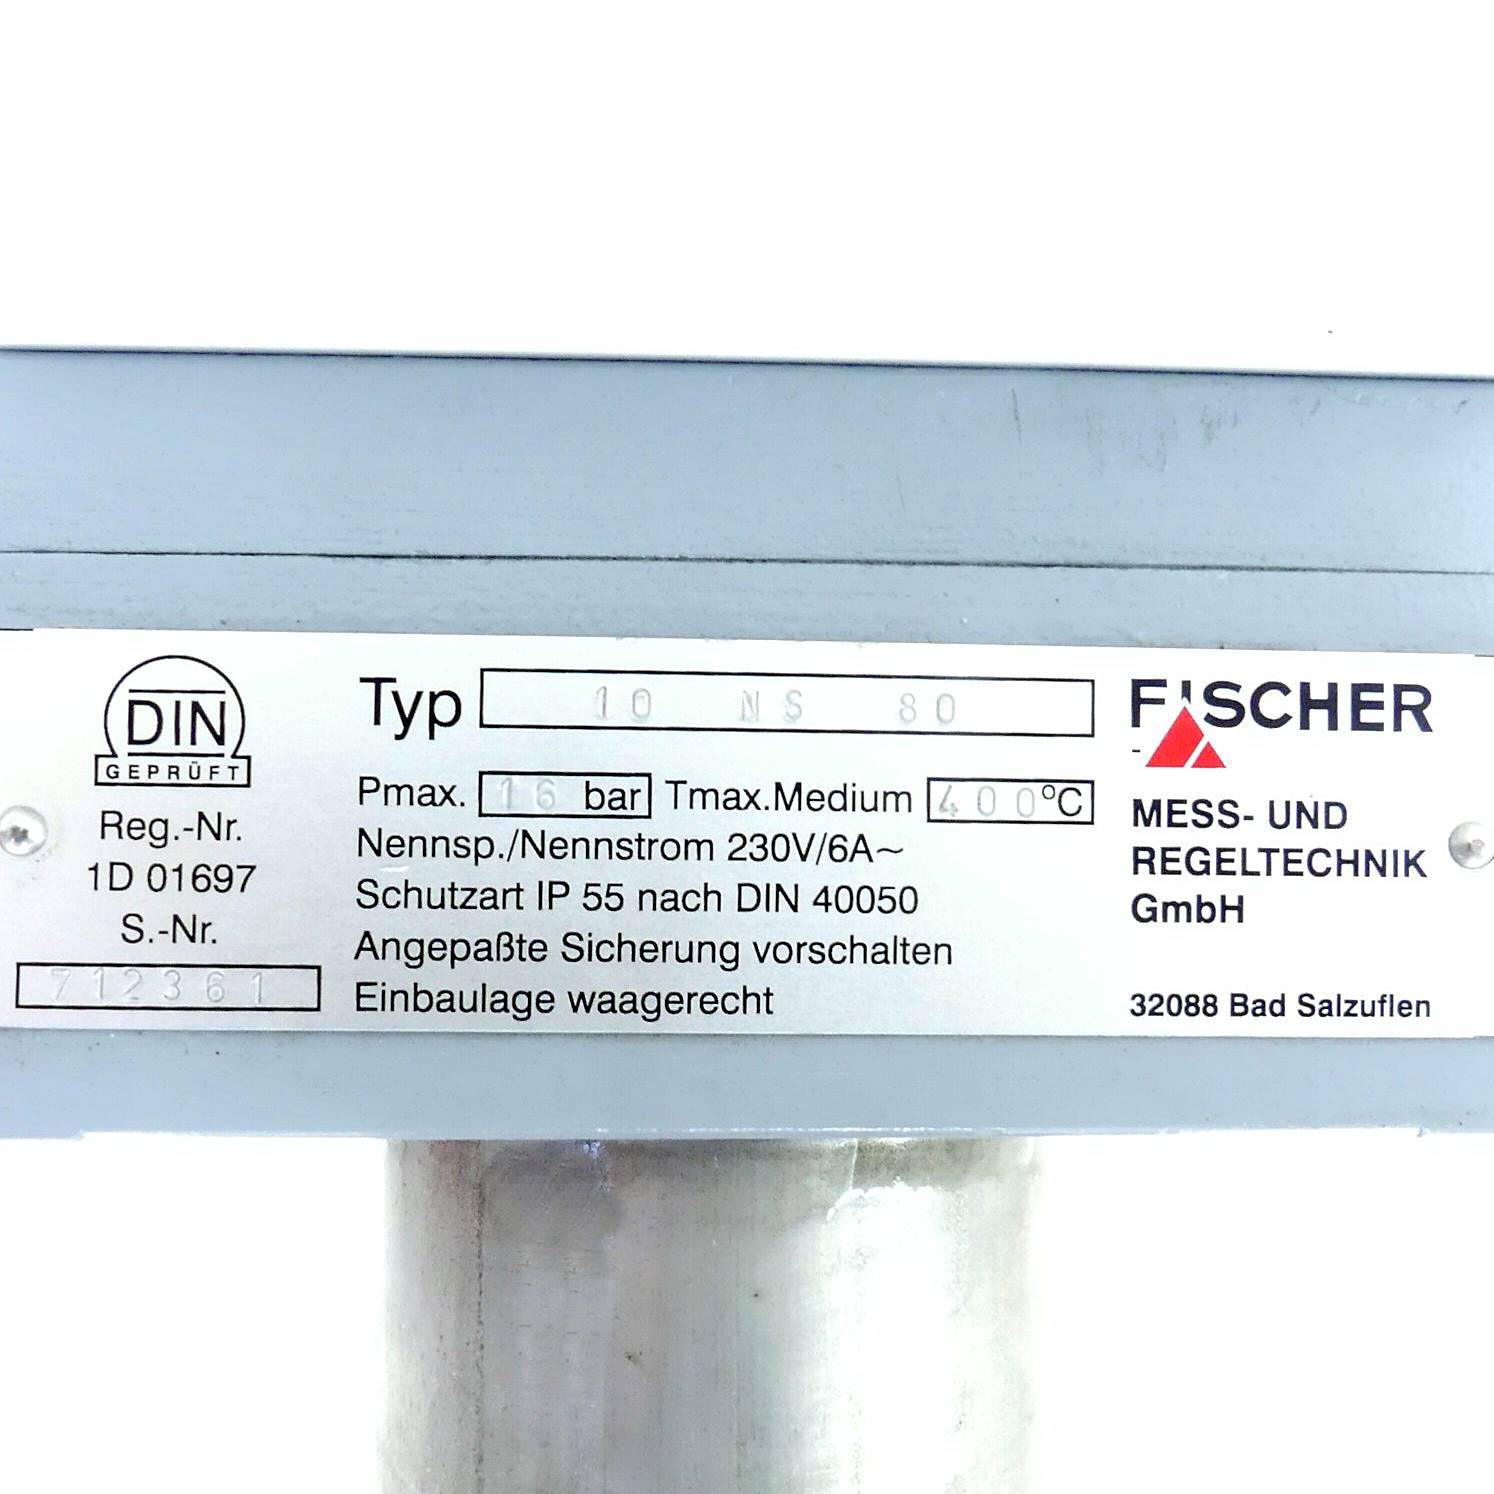 DIN
GEPRÜFT
Reg.-Nr.
1D 01697
S.-Nr.
712361
Typ 10 NS 80
Pmax. 16 bar Tmax.Medium 400°C
Nennsp./Nennstrom 230V/6A~
Schutzart IP 55 nach DIN 40050
Angepaßte Sicherung vorschalten
Einbaulage waagerecht
FISCHER
MESS- UND
REGELTECHNIK
GmbH
32088 Bad Salzuflen